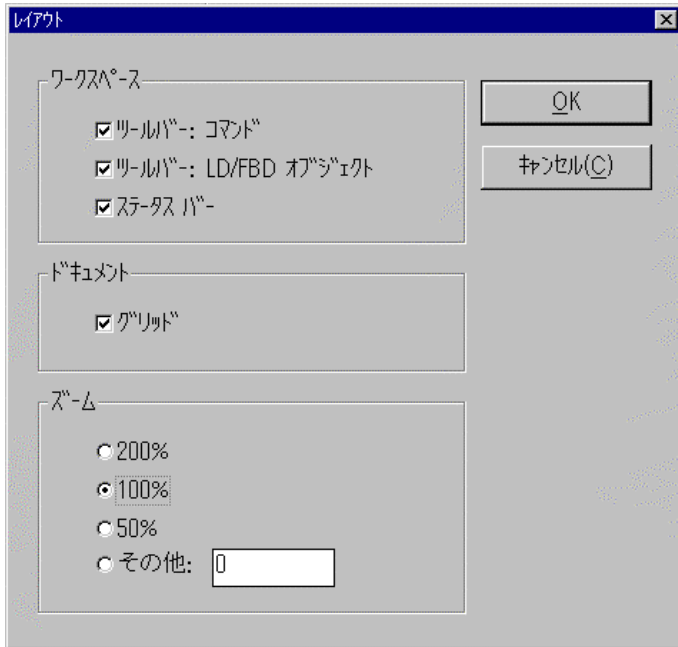 レイアウト
ワークスペース
ツールバー: コマンド
ツールバー: LD/FBD オブジェクト
ステータス バー
ドキュメント
グリッド
ズーム
200%
100%
50%
その他: 0
OK
キャンセル(C)